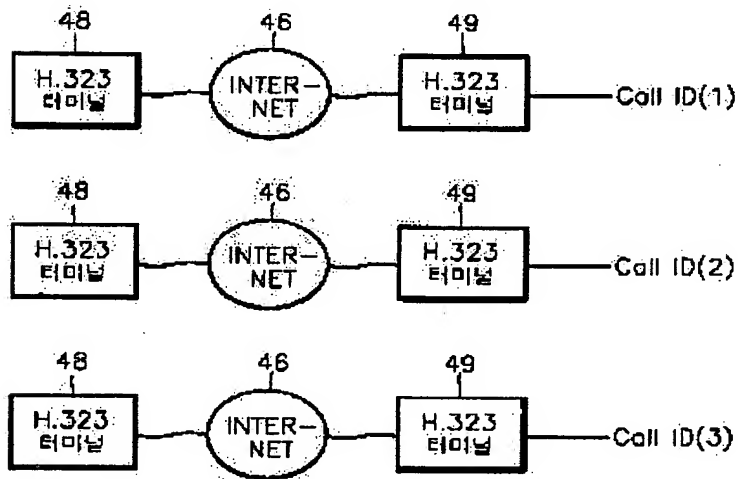 48 46 49
H.323 터미널
INTER-
NET
H.323 터미널
Call ID(1)
48 46 49
H.323 터미널
INTER-
NET
H.323 터미널
Call ID(2)
48 46 49
H.323 터미널
INTER-
NET
H.323 터미널
Call ID(3)